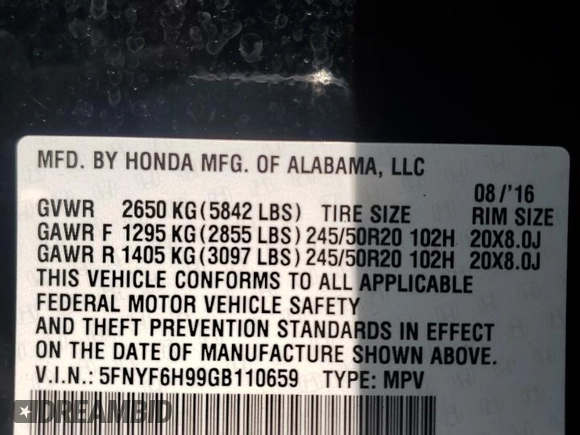 MFD. BY HONDA MFG. OF ALABAMA, LLC
08/'16
GVWR 2650 KG(5842 LBS) TIRE SIZE RIM SIZE
GAWR F 1295 KG(2855 LBS) 245/50R20 102H 20X8.0J
GAWR R 1405 KG(3097 LBS) 245/50R20 102H 20X8.0J
THIS VEHICLE CONFORMS TO ALL APPLICABLE
FEDERAL MOTOR VEHICLE SAFETY
AND THEFT PREVENTION STANDARDS IN EFFECT
ON THE DATE OF MANUFACTURE SHOWN ABOVE.
V.I.N.: 5FNYF6H99GB110659 TYPE: MPV
DREAMBID